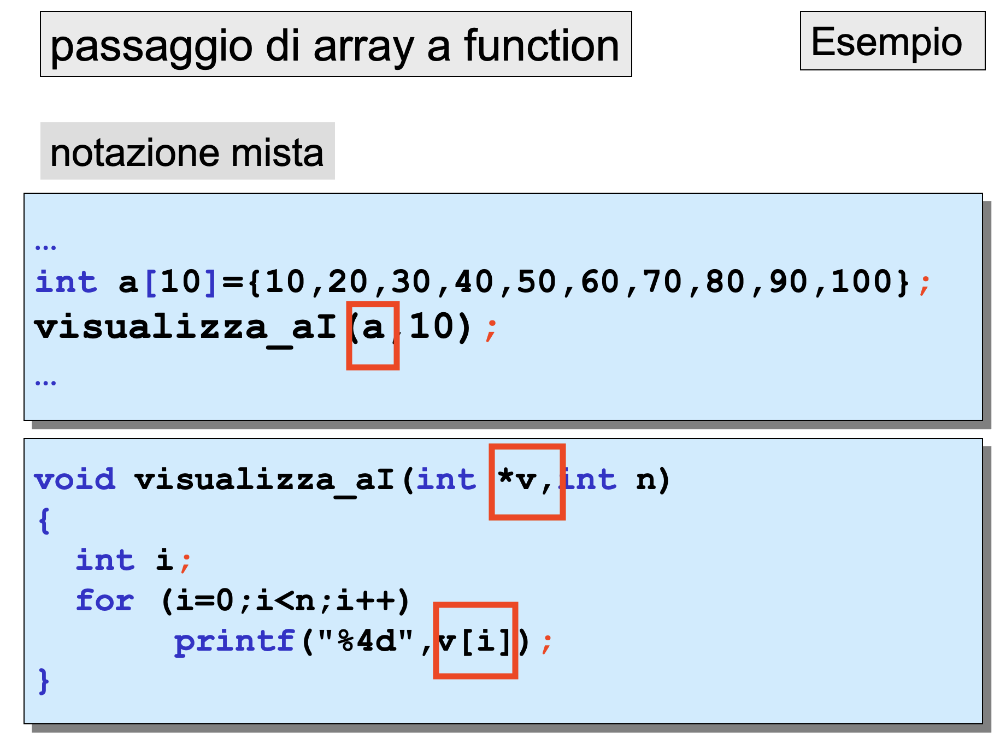 passaggio di array a function
Esempio
notazione mista
…
int a[10]={10,20,30,40,50,60,70,80,90,100};
visualizza_aI(a,10);
…
void visualizza_aI(int *v,int n)
{
  int i;
  for (i=0;i<n;i++)
       printf("%4d",v[i]);
}